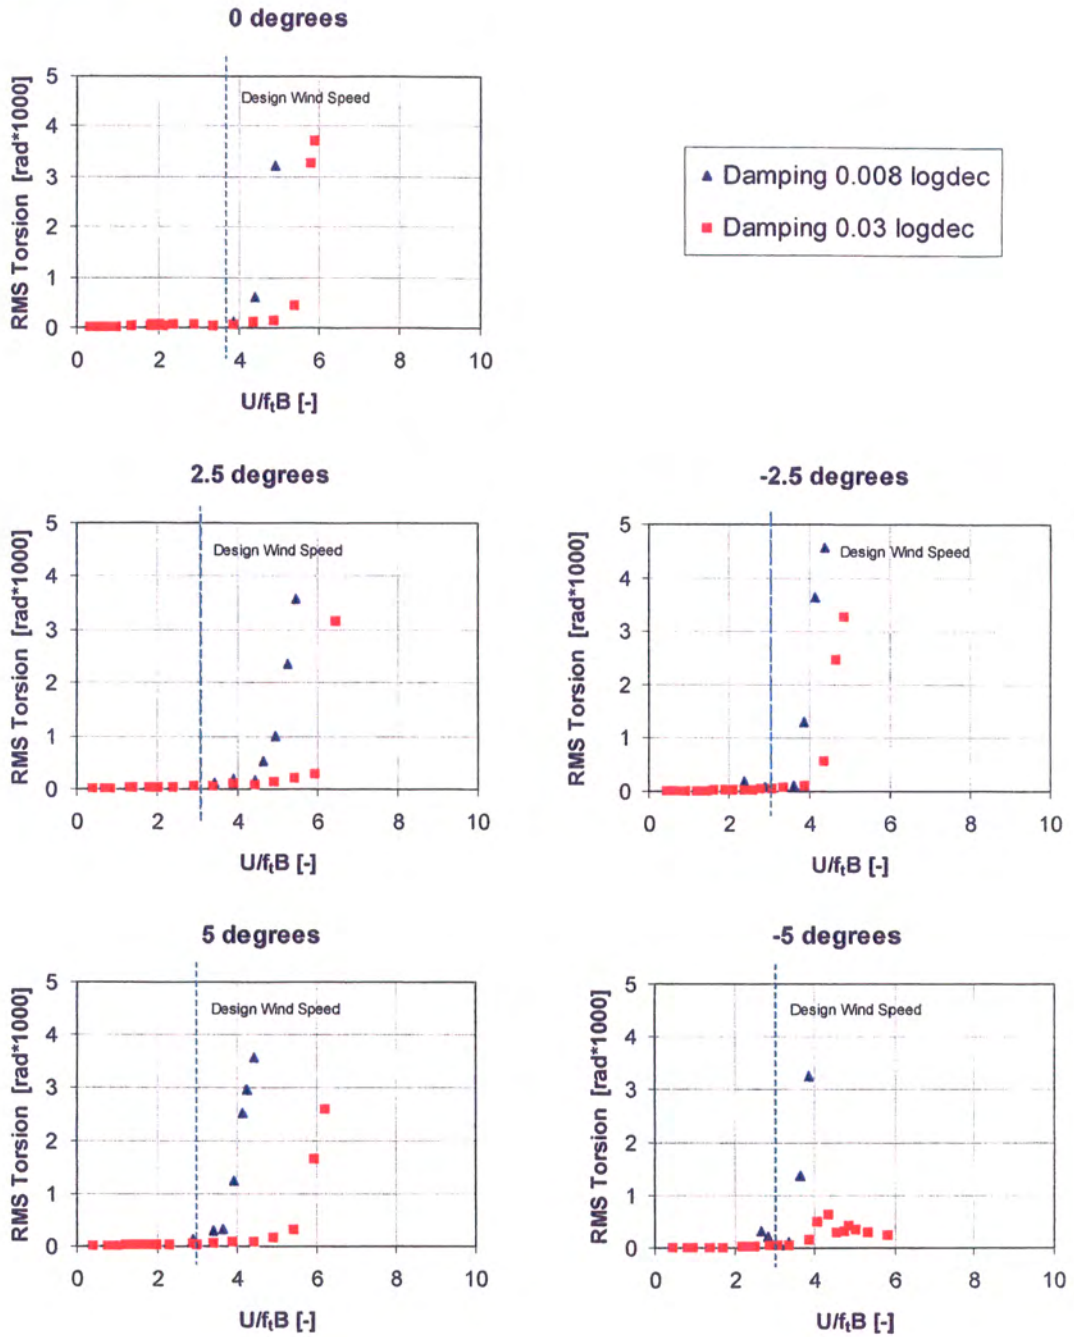 0 degrees
RMS Torsion [rad*1000]
5
4
3
2
1
0
Design Wind Speed
0 2 4 6 8 10
U/fₜB [-]
Damping 0.008 logdec
Damping 0.03 logdec
2.5 degrees
RMS Torsion [rad*1000]
5
4
3
2
1
0
Design Wind Speed
0 2 4 6 8 10
U/fₜB [-]
-2.5 degrees
RMS Torsion [rad*1000]
5
4
3
2
1
0
Design Wind Speed
0 2 4 6 8 10
U/fₜB [-]
5 degrees
RMS Torsion [rad*1000]
5
4
3
2
1
0
Design Wind Speed
0 2 4 6 8 10
U/fₜB [-]
-5 degrees
RMS Torsion [rad*1000]
5
4
3
2
1
0
Design Wind Speed
0 2 4 6 8 10
U/fₜB [-]